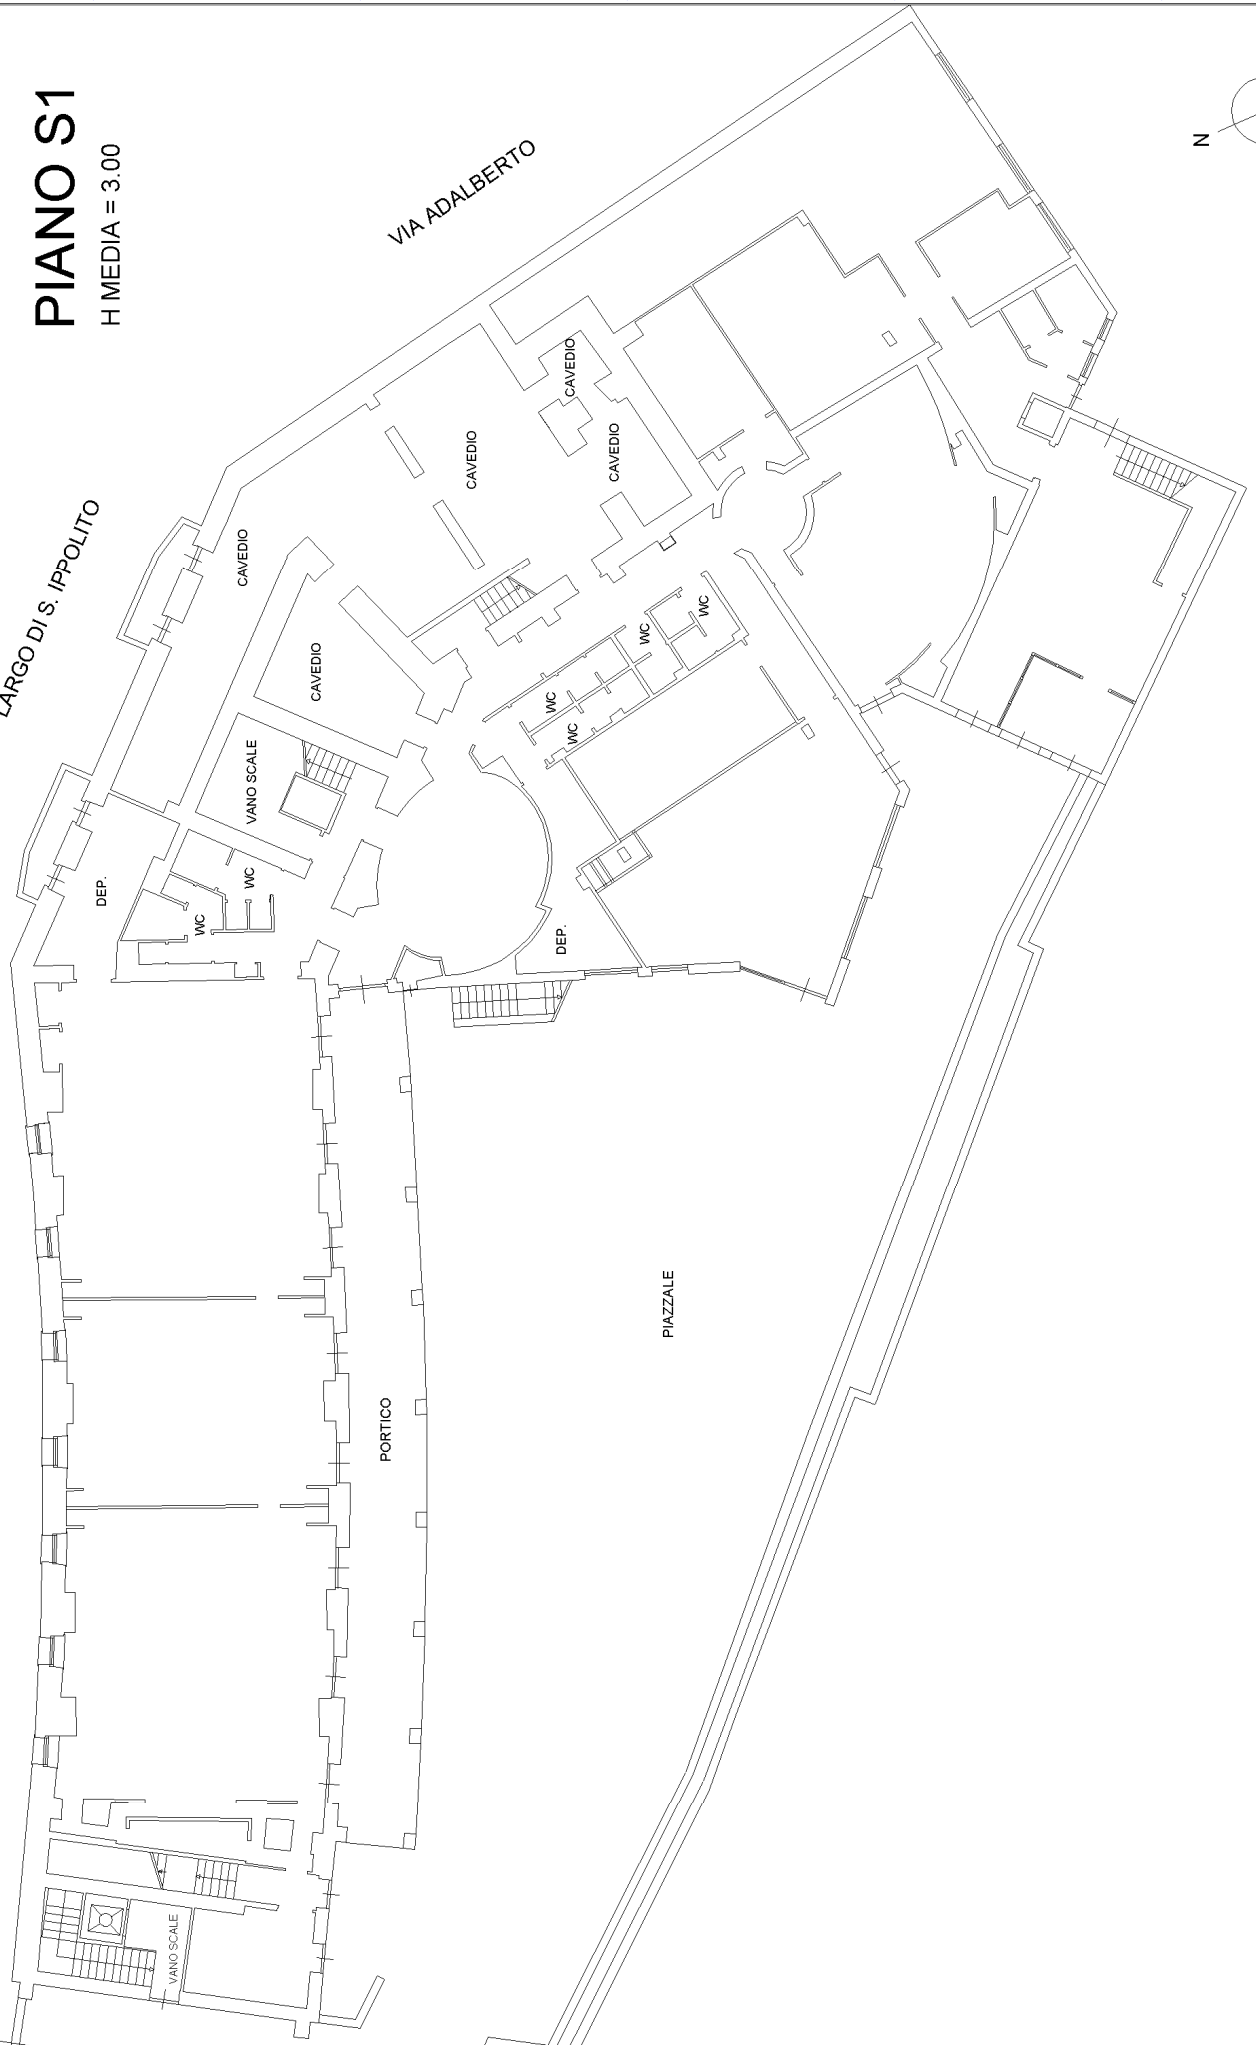 PIANO S1
H MEDIA = 3.00
VIA ADALBERTO
N
LARGO DI S. IPPOLITO
CAVEDIO
CAVEDIO
CAVEDIO
CAVEDIO
CAVEDIO
VANO SCALE
WC
WC
WC
WC
WC
WC
DEP.
DEP.
PIAZZALE
PORTICO
VANO SCALE